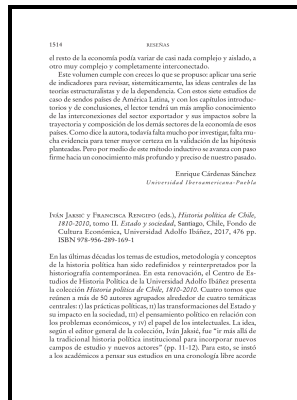 1514 RESEÑAS
el resto de la economía podía variar de casi nada complejo y aislado, a
otro muy complejo y completamente interconectado.
Este volumen cumple con creces lo que se propuso: aplicar una serie
de indicadores para revisar, sistemáticamente, las ideas centrales de las
teorías estructuralistas y de la dependencia. Con estos siete estudios de
caso de sendos países de América Latina, y con los capítulos introduc-
torios y de conclusiones, el lector tendrá un más amplio conocimiento
de las interconexiones del sector exportador y sus impactos sobre la
trayectoria y composición de los demás sectores de la economía de esos
países. Como dice la autora, todavía falta mucho por investigar, falta mu-
cha evidencia para tener mayor certeza en la validación de las hipótesis
planteadas. Pero por medio de este método inductivo se avanza con paso
firme hacia un conocimiento más profundo y preciso de nuestro pasado.
Enrique Cárdenas Sánchez
Universidad Iberoamericana-Puebla
Iván Jaksić y Francisca Rengifo (eds.), Historia política de Chile,
1810-2010, tomo II. Estado y sociedad, Santiago, Chile, Fondo de
Cultura Económica, Universidad Adolfo Ibáñez, 2017, 476 pp.
ISBN 978-956-289-169-1
En las últimas décadas los temas de estudios, metodología y conceptos
de la historia política han sido redefinidos y reinterpretados por la
historiografía contemporánea. En esta renovación, el Centro de Es-
tudios de Historia Política de la Universidad Adolfo Ibáñez presenta
la colección Historia política de Chile, 1810-2010. Cuatro tomos que
reúnen a más de 50 autores agrupados alrededor de cuatro temáticas
centrales: I) las prácticas políticas, II) las transformaciones del Estado y
su impacto en la sociedad, III) el pensamiento político en relación con
los problemas económicos, y IV) el papel de los intelectuales. La idea,
según el editor general de la colección, Iván Jaksić, fue "ir más allá de
la tradicional historia política institucional para incorporar nuevos
campos de estudio y nuevos actores" (pp. 11-12). Para esto, se instó
a los académicos a pensar sus estudios en una cronología libre acorde